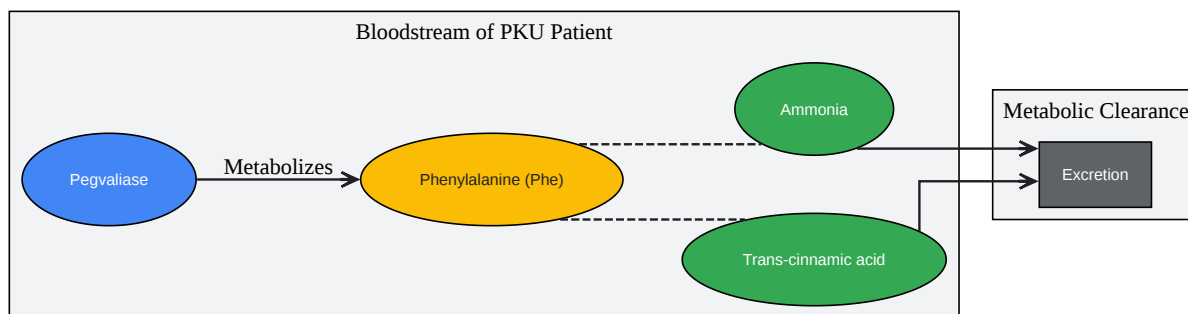 Bloodstream of PKU Patient
Ammonia
Metabolic Clearance
Pegvaliase
Metabolizes
Phenylalanine (Phe)
Excretion
Trans-cinnamic acid